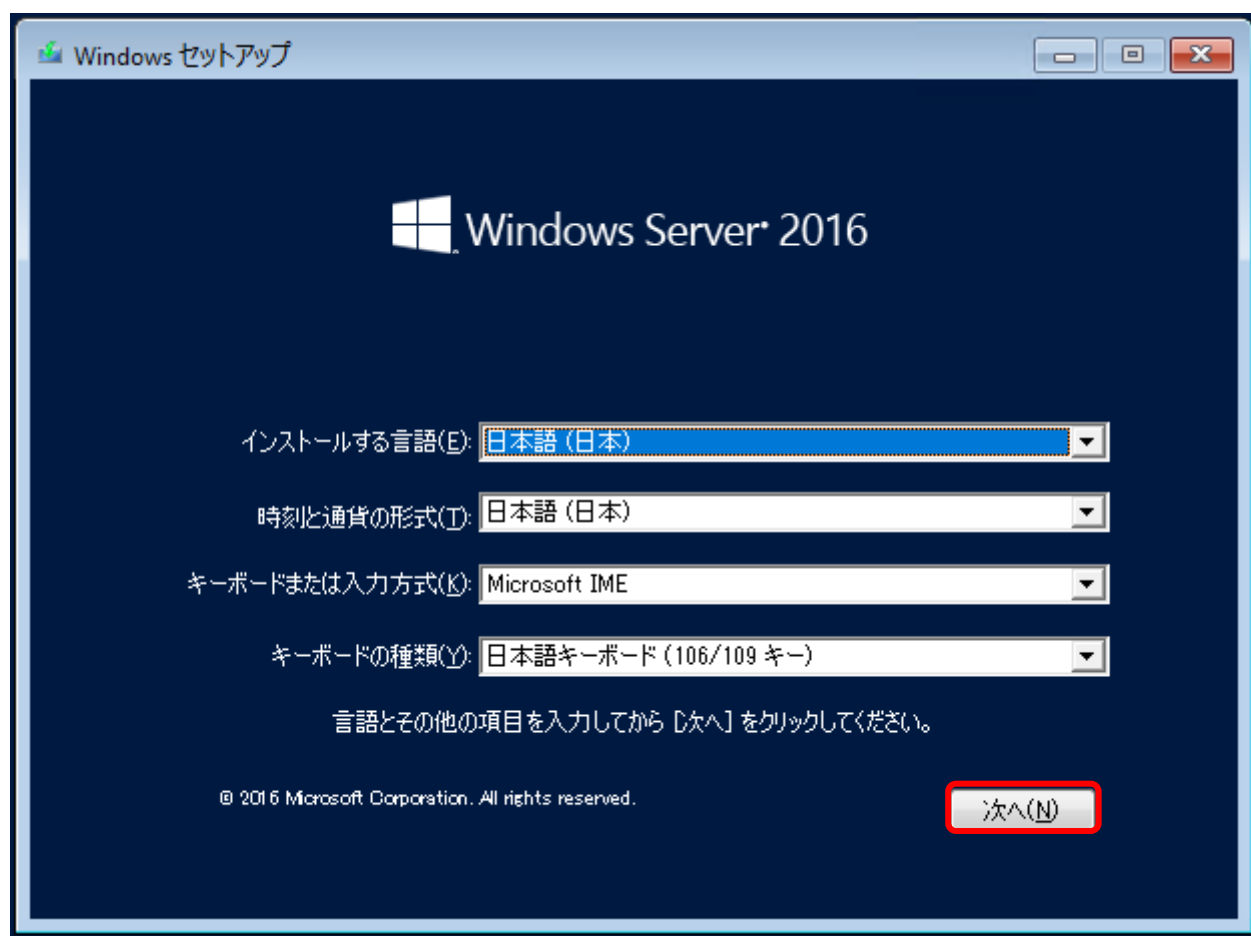 Windows セットアップ
Windows Server 2016
インストールする言語(E): 日本語 (日本)
時刻と通貨の形式(T): 日本語 (日本)
キーボードまたは入力方式(K): Microsoft IME
キーボードの種類(Y): 日本語キーボード (106/109 キー)
言語とその他の項目を入力してから [次へ] をクリックしてください。
© 2016 Microsoft Corporation. All rights reserved.
次へ(N)